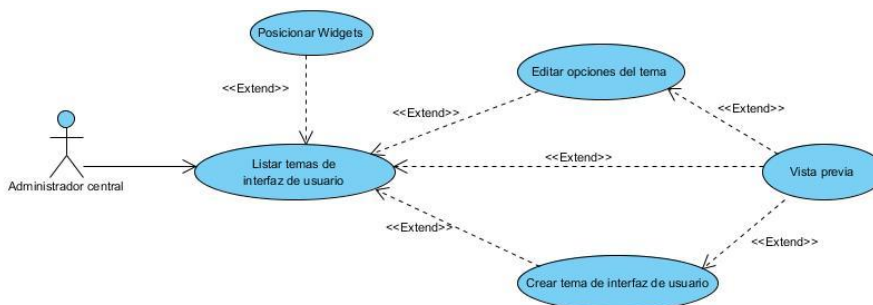 Posicionar Widgets
Editar opciones del tema
<<Extend>>
<<Extend>>
<<Extend>>
Listar temas de
interfaz de usuario
<<Extend>>
Vista previa
Administrador central
<<Extend>>
<<Extend>>
Crear tema de interfaz de usuario